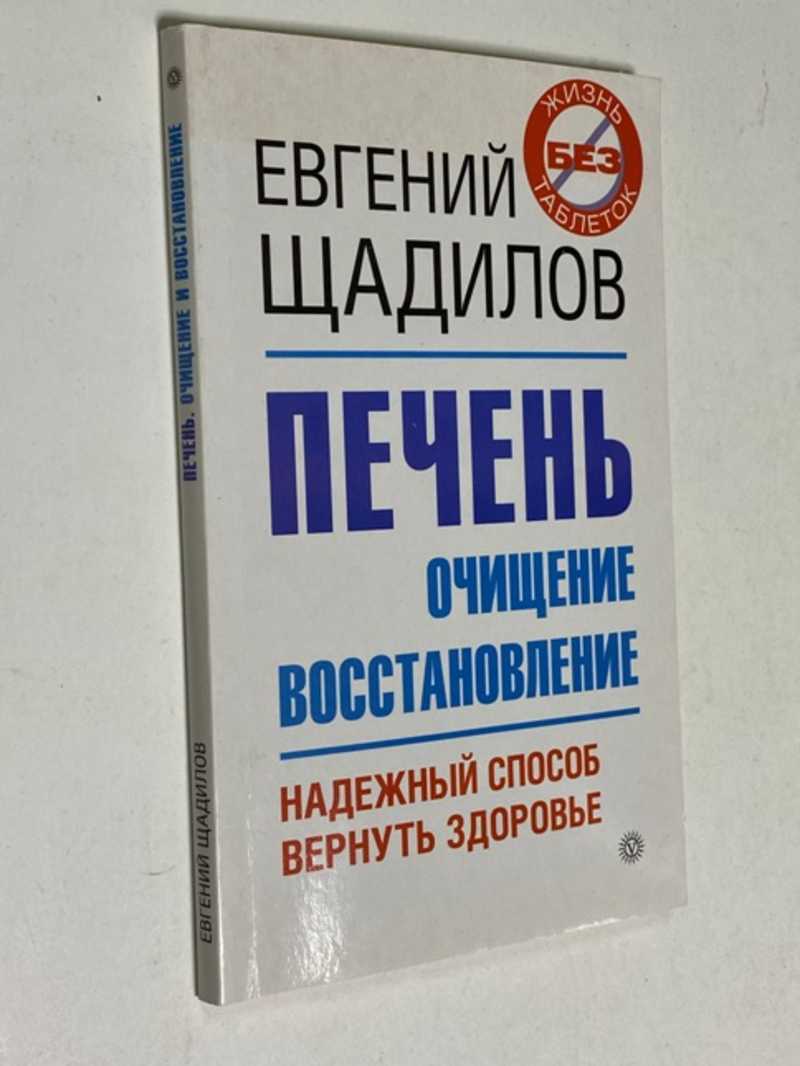 ЖИЗНЬ
БЕЗ
ТАБЛЕТОК
ЕВГЕНИЙ
ЩАДИЛОВ
ПЕЧЕНЬ
ОЧИЩЕНИЕ
ВОССТАНОВЛЕНИЕ
НАДЕЖНЫЙ СПОСОБ
ВЕРНУТЬ ЗДОРОВЬЕ
V
ЕВГЕНИЙ ЩАДИЛОВ
ПЕЧЕНЬ. ОЧИЩЕНИЕ И ВОССТАНОВЛЕНИЕ